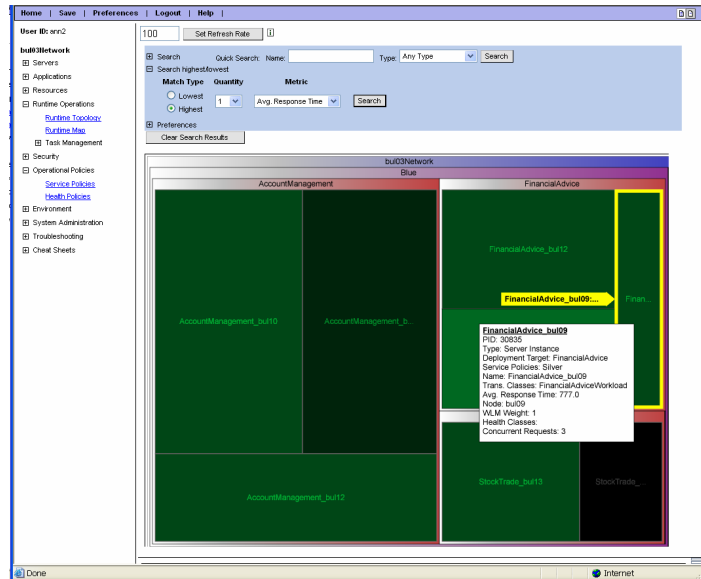 Home | Save | Preferences | Logout | Help |
User ID: ann2
100 Set Refresh Rate
bul03Network
Servers
Applications
Resources
Runtime Operations
Runtime Topology
Runtime Map
Task Management
Security
Operational Policies
Service Policies
Health Policies
Environment
System Administration
Troubleshooting
Cheat Sheets
Search Quick Search: Name: Type: Any Type Search
Search highest/lowest
Match Type Quantity Metric
Lowest
Highest
1 Avg. Response Time Search
Preferences
Clear Search Results
bul03Network
Blue
AccountManagement
AccountManagement_bul10
AccountManagement_b...
AccountManagement_bul12
FinancialAdvice
FinancialAdvice_bul12
FinancialAdvice_bul09:...
Finan...
FinancialAdvice_bul09
PID: 30835
Type: Server Instance
Deployment Target: FinancialAdvice
Service Policies: Silver
Name: FinancialAdvice_bul09
Trans. Classes: FinancialAdviceWorkload
Avg. Response Time: 777.0
Node: bul09
WLM Weight: 1
Health Classes:
Concurrent Requests: 3
StockTrade_bul13
StockTrade_...
Done
Internet